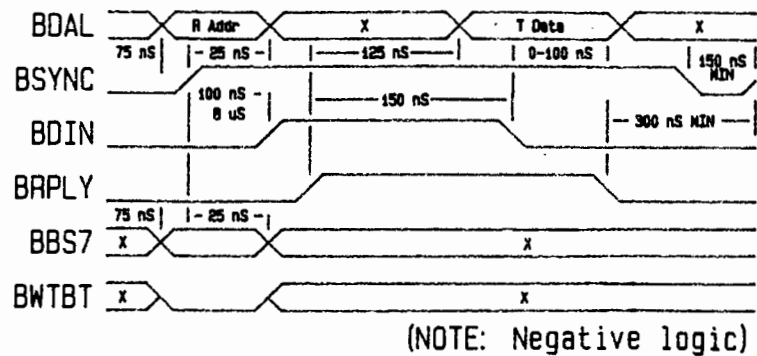 BDAL R Addr X T Data X
75 nS 25 nS 125 nS 0-100 nS 150 nS
MIN
BSYNC
100 nS
8 uS
150 nS
300 nS MIN
BDIN
BRPLY
75 nS 25 nS
BBS7 X X
BWTBT X X
(NOTE: Negative logic)